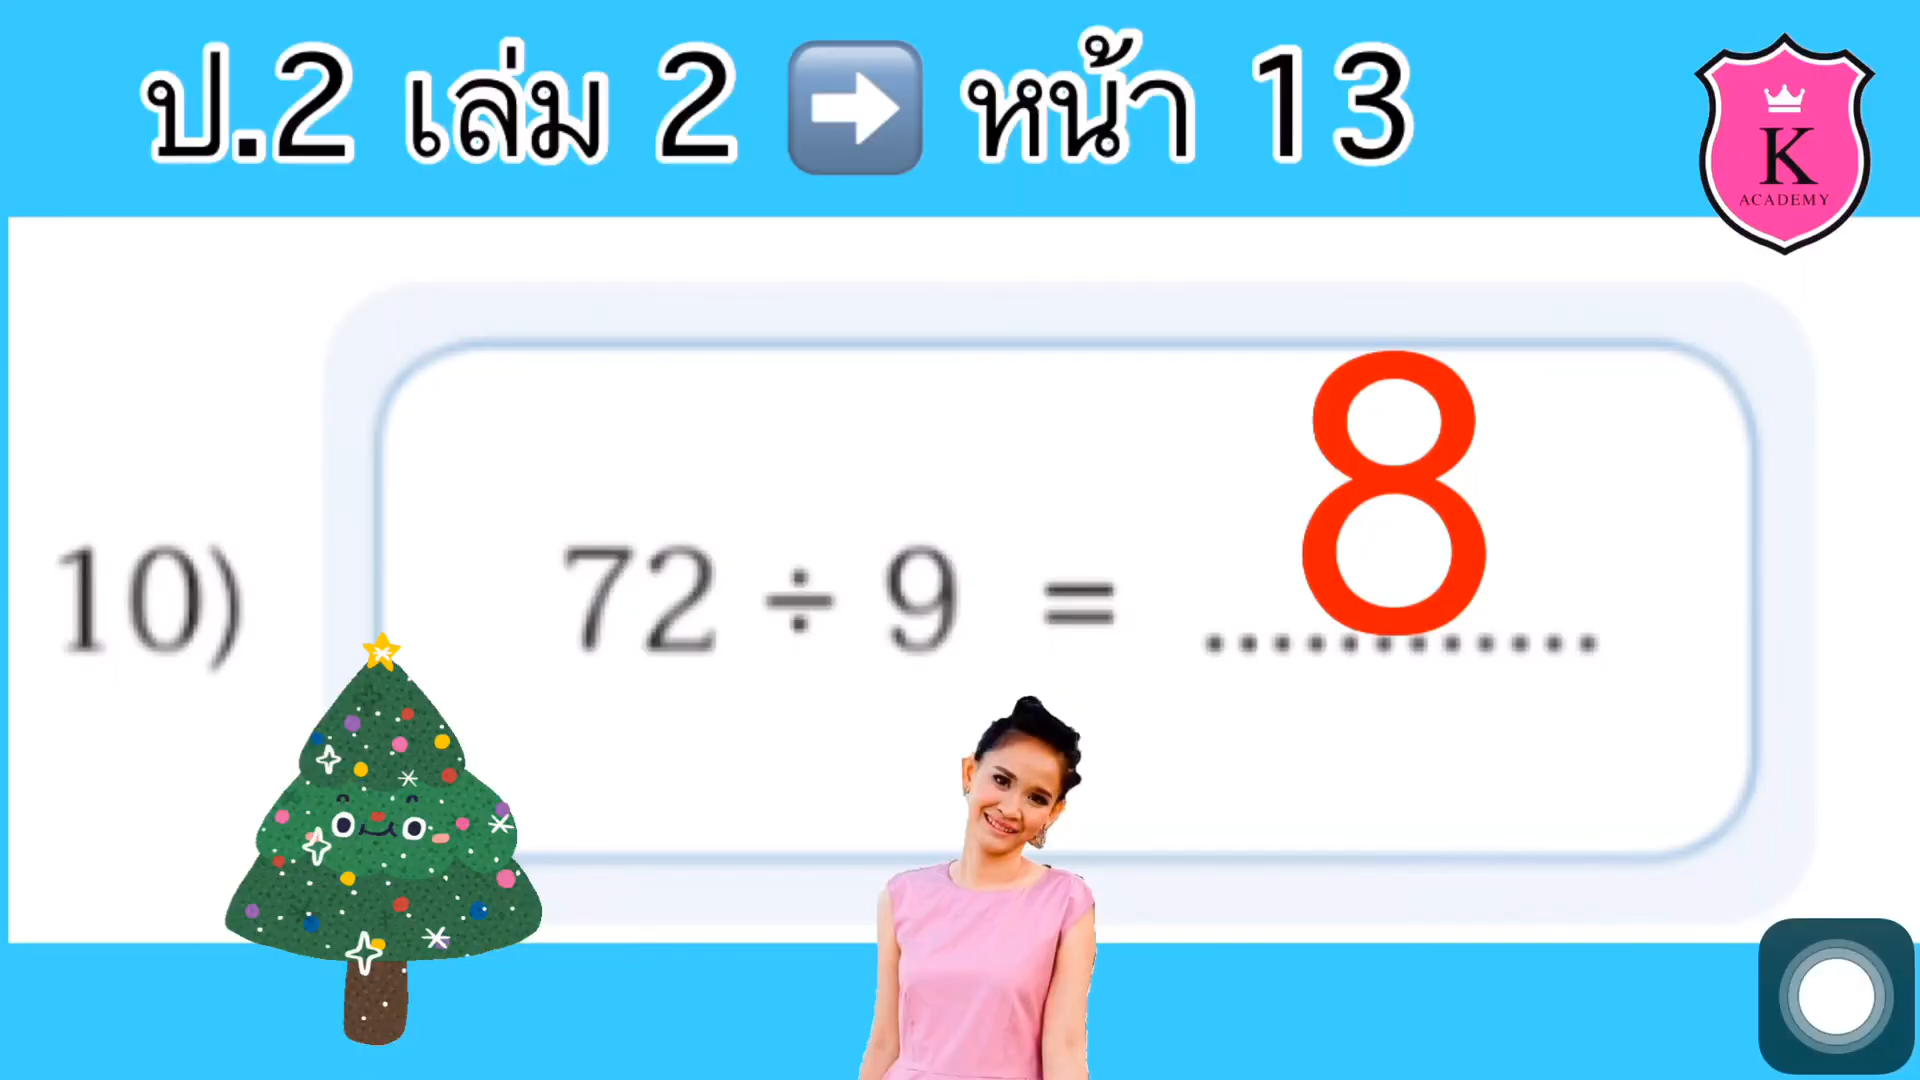 ป.2 เล่ม 2 ➡ หน้า 13
K
ACADEMY
10) 72 ÷ 9 = ............ 8